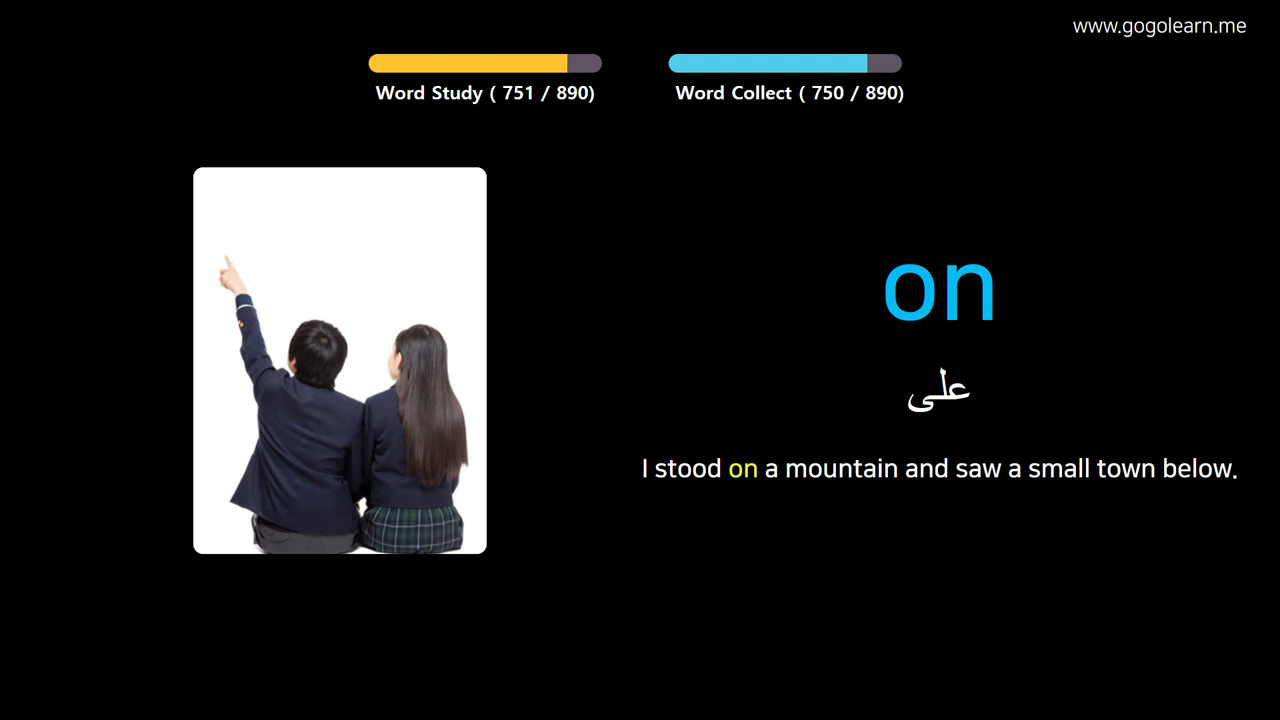 www.gogolearn.me
Word Study ( 751 / 890)
Word Collect ( 750 / 890)
on
على
I stood on a mountain and saw a small town below.